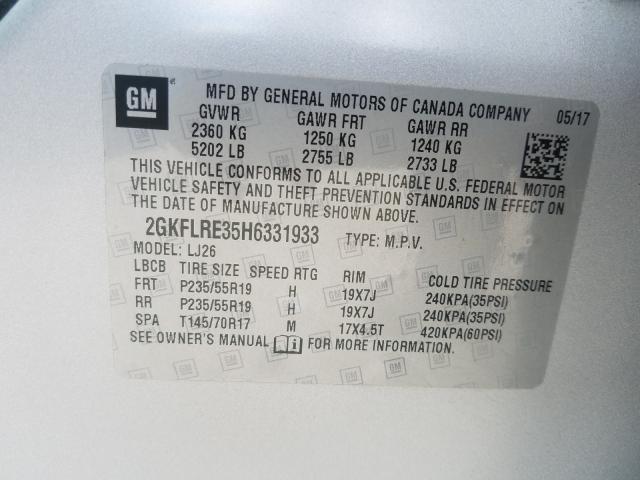 GM
MFD BY GENERAL MOTORS OF CANADA COMPANY 05/17
GVWR GAWR FRT GAWR RR
2360 KG 1250 KG 1240 KG
5202 LB 2755 LB 2733 LB
THIS VEHICLE CONFORMS TO ALL APPLICABLE U.S. FEDERAL MOTOR
VEHICLE SAFETY AND THEFT PREVENTION STANDARDS IN EFFECT ON
THE DATE OF MANUFACTURE SHOWN ABOVE.
2GKFLRE35H6331933 TYPE: M.P.V.
MODEL: LJ26
LBCB TIRE SIZE SPEED RTG RIM COLD TIRE PRESSURE
FRT P235/55R19 H 19X7J 240KPA(35PSI)
RR P235/55R19 H 19X7J 240KPA(35PSI)
SPA T145/70R17 M 17X4.5T 420KPA(60PSI)
SEE OWNER'S MANUAL FOR MORE INFORMATION.